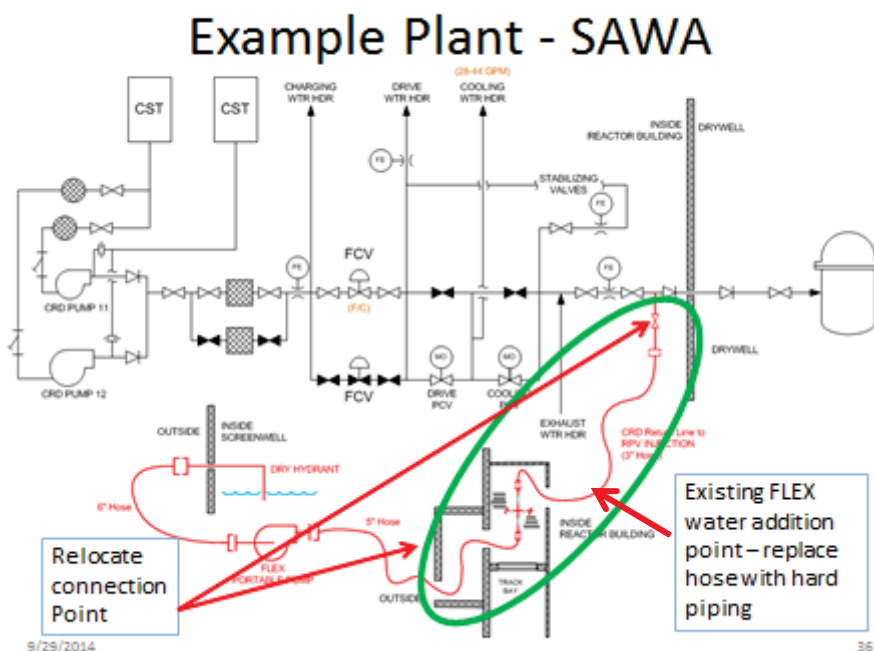 Example Plant - SAWA
(28-44 GPM)
CHARGING
WTR HDR
DRIVE
WTR HDR
COOLING
WTR HDR
CST
CST
INSIDE
REACTOR BUILDING
DRYWELL
FE
STABILIZING
VALVES
FE
FE
FCV
FE
(F/C)
CRD PUMP 11
CRD PUMP 12
FCV
MO
DRIVE
PCV
MO
DRYWELL
EXHAUST
WTR HDR
CRD Return Line to
RPV INJECTION
OUTSIDE
INSIDE
SCREENWELL
DRY HYDRANT
6" Hose
5" Hose
FLEX
INSIDE
REACTOR BUILDING
TRACK
BAY
OUTSIDE
Relocate
connection
Point
Existing FLEX
water addition
point – replace
hose with hard
piping
9/29/2014
36